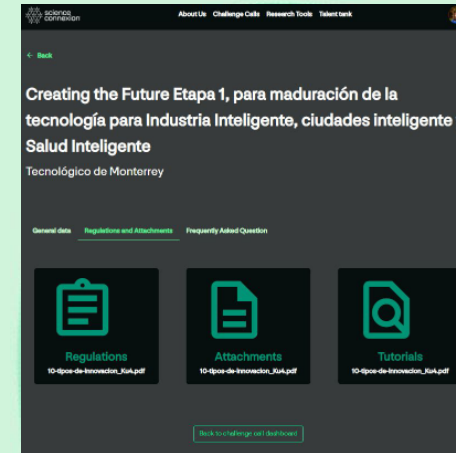 science
connexion
About Us Challenge Calls Research Tools Talent tank
← Back
Creating the Future Etapa 1, para maduración de la
tecnología para Industria Inteligente, ciudades inteligente
Salud Inteligente
Tecnológico de Monterrey
General data Regulations and Attachments Frequently Asked Question
Regulations Attachments Tutorials
10-tipos-de-innovacion_Ku4.pdf 10-tipos-de-innovacion_Ku4.pdf 10-tipos-de-innovacion_Ku4.pdf
Back to challenge call dashboard